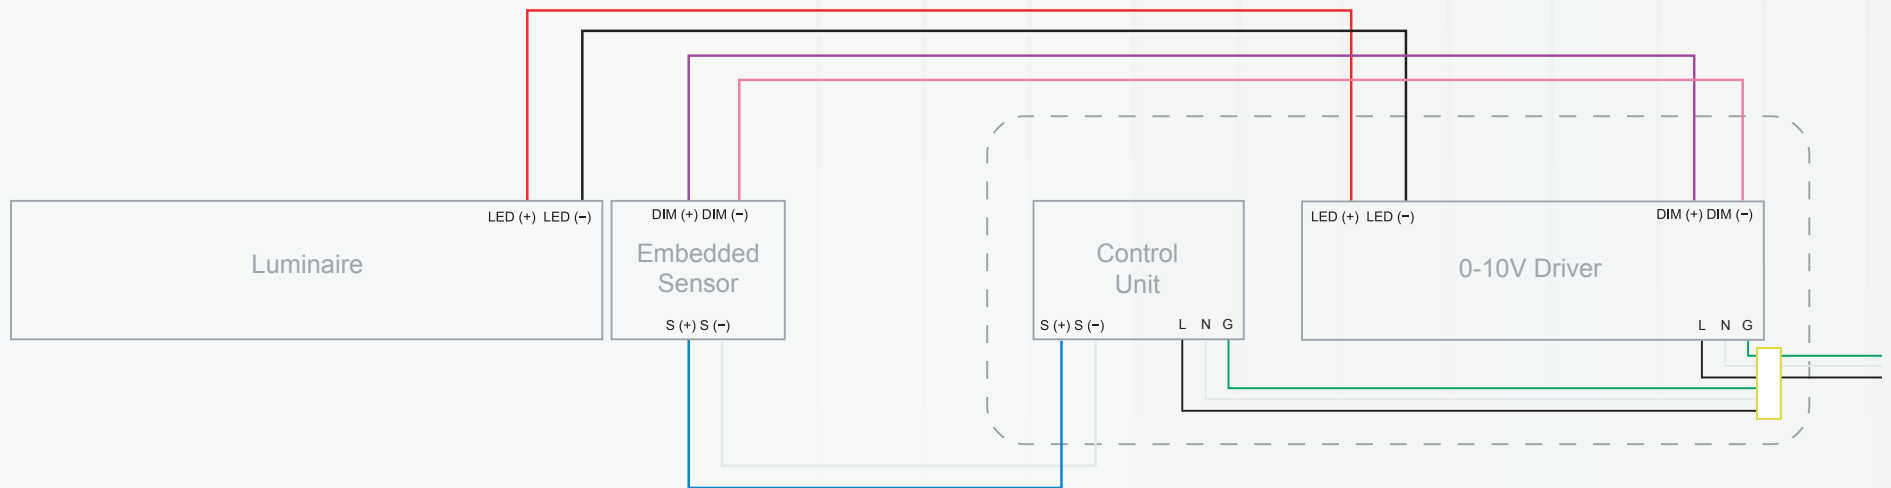 LED (+) LED (−)
Luminaire
DIM (+) DIM (−)
Embedded
Sensor
S (+) S (−)
Control
Unit
S (+) S (−)
L N G
LED (+) LED (−)
DIM (+) DIM (−)
0-10V Driver
L N G